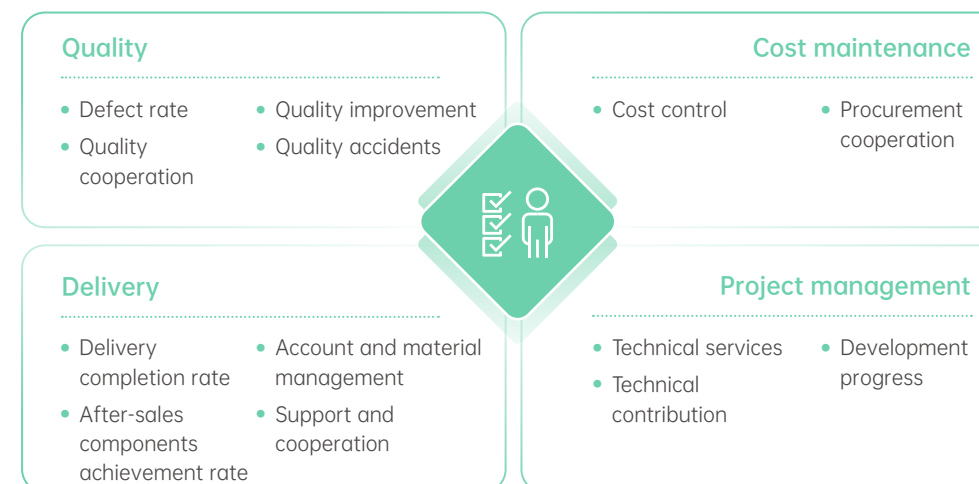 Quality
• Defect rate
• Quality
cooperation
• Quality improvement
• Quality accidents
Cost maintenance
• Cost control
• Procurement
cooperation
Delivery
• Delivery
completion rate
• After-sales
components
achievement rate
• Account and material
management
• Support and
cooperation
Project management
• Technical services
• Technical
contribution
• Development
progress